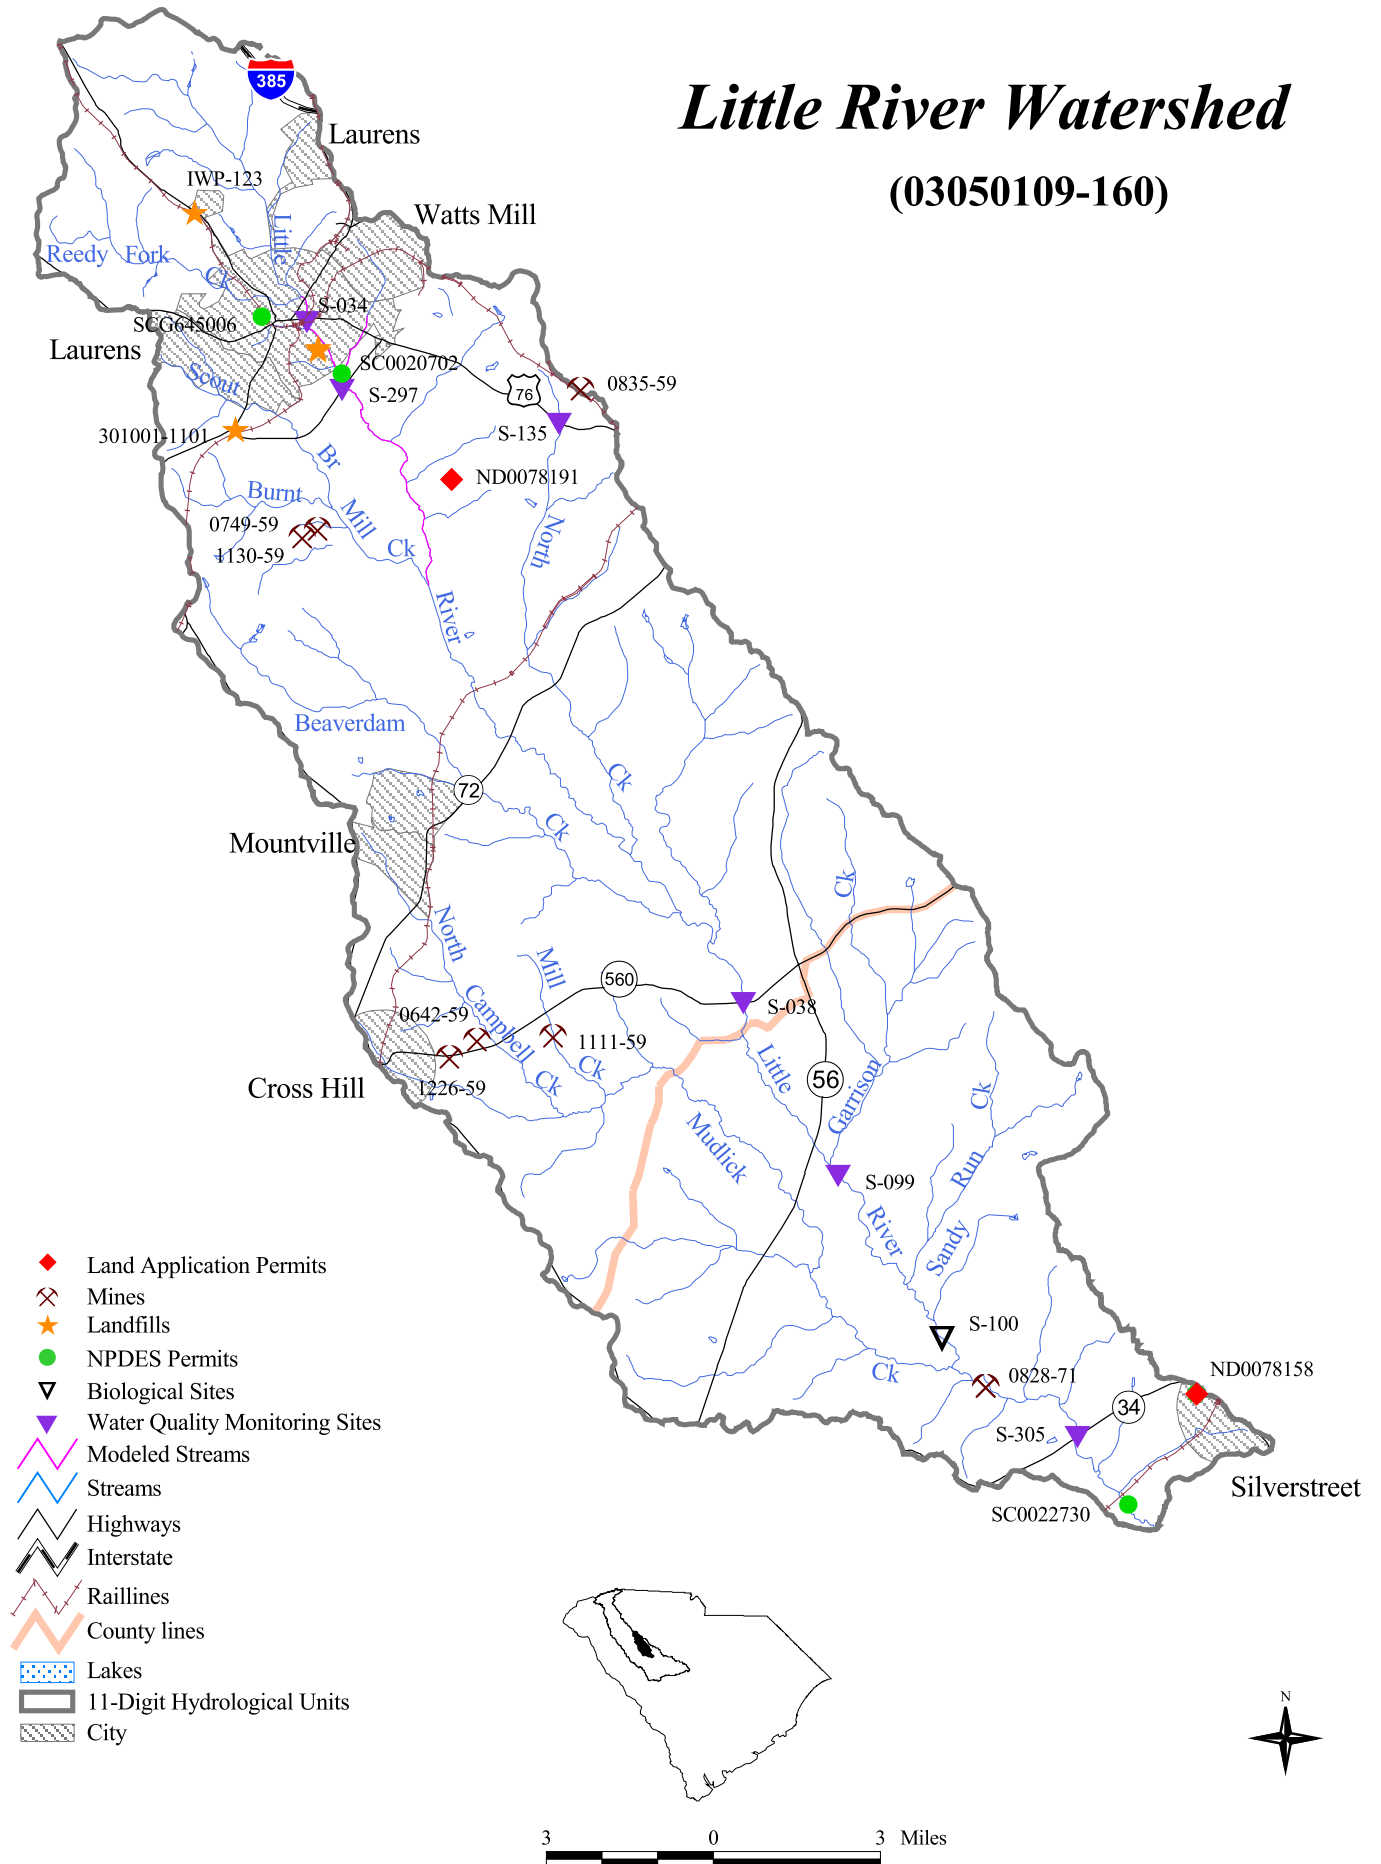 Little River Watershed
(03050109-160)
385
Laurens
IWP-123
Watts Mill
Little
Reedy Fork
Ck
S-034
SCG645006
Laurens
SC0020702
Scout
S-297
76
0835-59
S-135
301001-1101
Br
ND0078191
Burnt
Mill
North
0749-59
Ck
1130-59
River
Beaverdam
Ck
72
Ck
Mountville
Ck
North
Mill
560
Campbell
0642-59
S-038
1111-59
Little
Ck
56
Garrison
Ck
Cross Hill
1226-59
Ck
Mudlick
Run
S-099
River
Sandy
Land Application Permits
Mines
Landfills
S-100
NPDES Permits
Ck
0828-71
ND0078158
Biological Sites
34
Water Quality Monitoring Sites
S-305
Modeled Streams
Streams
Silverstreet
SC0022730
Highways
Interstate
Raillines
County lines
Lakes
11-Digit Hydrological Units
City
N
3 0 3 Miles